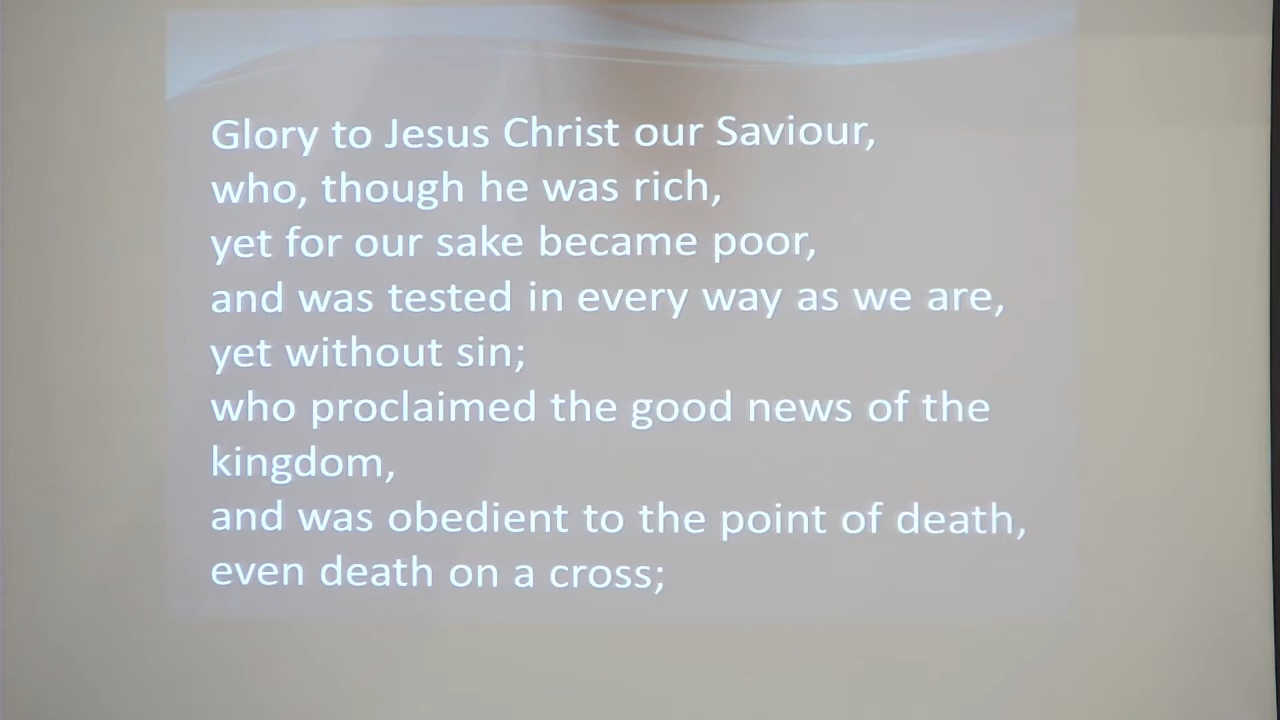 Glory to Jesus Christ our Saviour,
who, though he was rich,
yet for our sake became poor,
and was tested in every way as we are,
yet without sin;
who proclaimed the good news of the
kingdom,
and was obedient to the point of death,
even death on a cross;